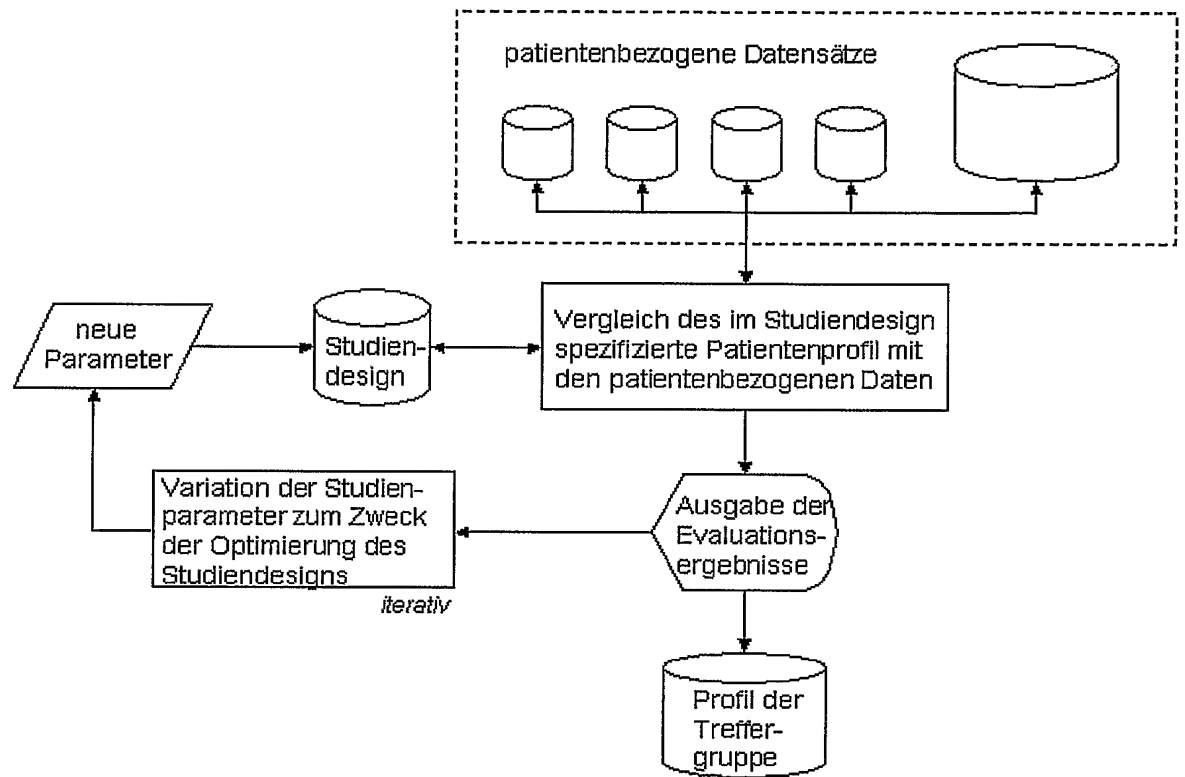 patientenbezogene Datensätze
neue
Parameter
Studien-
design
Vergleich des im Studiendesign
spezifizierte Patientenprofil mit
den patientenbezogenen Daten
Variation der Studien-
parameter zum Zweck
der Optimierung des
Studiendesigns
iterativ
Ausgabe der
Evaluations-
ergebnisse
Profil der
Treffer-
gruppe